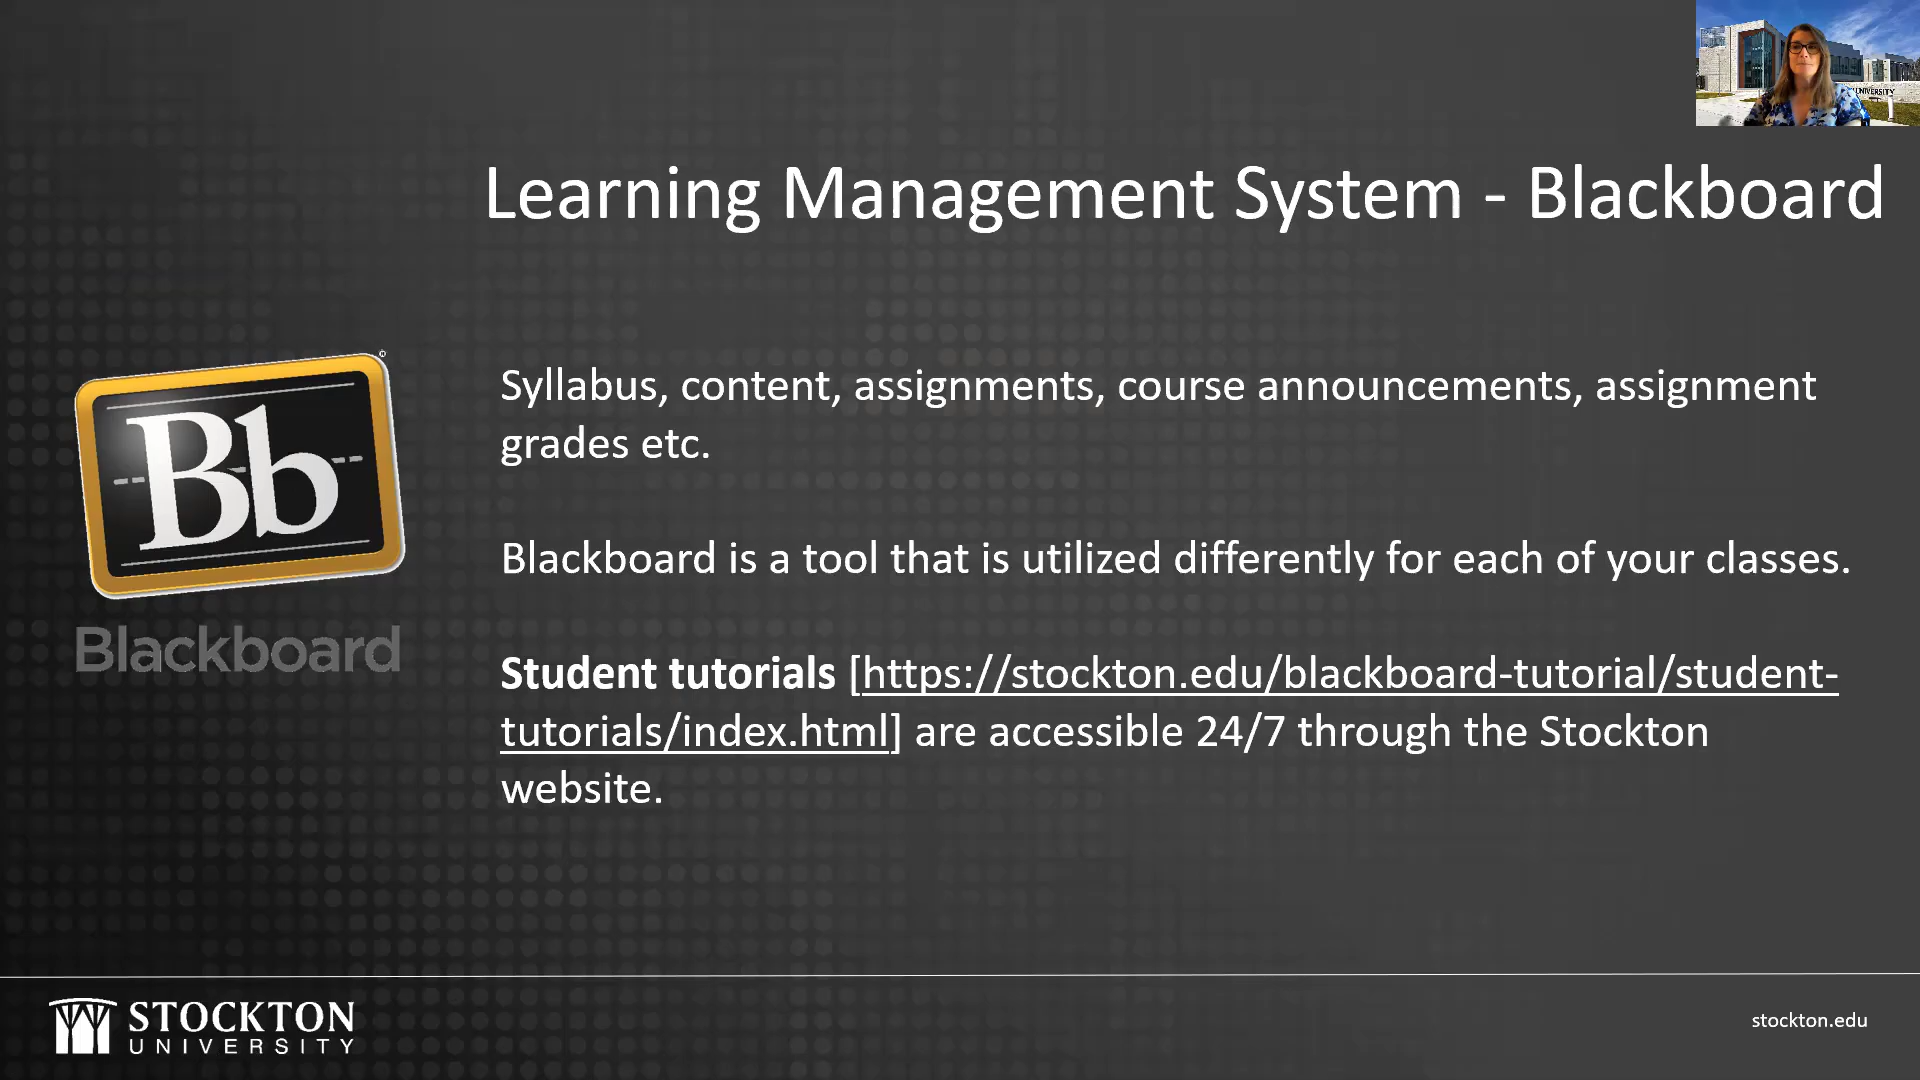 UNIVERSITY
Learning Management System - Blackboard
Syllabus, content, assignments, course announcements, assignment
grades etc.
Blackboard is a tool that is utilized differently for each of your classes.
Student tutorials [https://stockton.edu/blackboard-tutorial/student-
tutorials/index.html] are accessible 24/7 through the Stockton
website.
Bb
®
Blackboard
STOCKTON
UNIVERSITY
stockton.edu